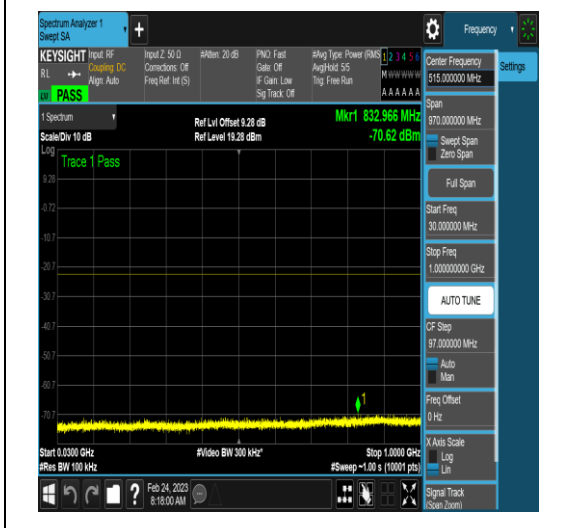 Spectrum Analyzer 1
Swept SA
+
Frequency
KEYSIGHT
RL
Input: RF
Coupling: DC
Align: Auto
Input Z: 50 Ω
Corrections: Off
Freq Ref: Int (S)
#Atten: 20 dB
PNO: Fast
Gate: Off
IF Gain: Low
Sig Track: Off
#Avg Type: Power (RMS
Avg|Hold: 5/5
Trig: Free Run
1 2 3 4 5 6
M W W W W W
A A A A A A
PASS
1 Spectrum
Scale/Div 10 dB
Ref Lvl Offset 9.28 dB
Ref Level 19.28 dBm
Mkr1 832.966 MHz
-70.62 dBm
Log
Trace 1 Pass
9.28
-0.72
-10.7
-20.7
-30.7
-40.7
-50.7
-60.7
-70.7
1
Start 0.0300 GHz
#Res BW 100 kHz
#Video BW 300 kHz*
Stop 1.0000 GHz
#Sweep ~1.00 s (10001 pts)
Feb 24, 2023
8:18:00 AM
Settings
Center Frequency
515.000000 MHz
Span
970.000000 MHz
Swept Span
Zero Span
Full Span
Start Freq
30.000000 MHz
Stop Freq
1.000000000 GHz
AUTO TUNE
CF Step
97.000000 MHz
Auto
Man
Freq Offset
0 Hz
X Axis Scale
Log
Lin
Signal Track
(Span Zoom)